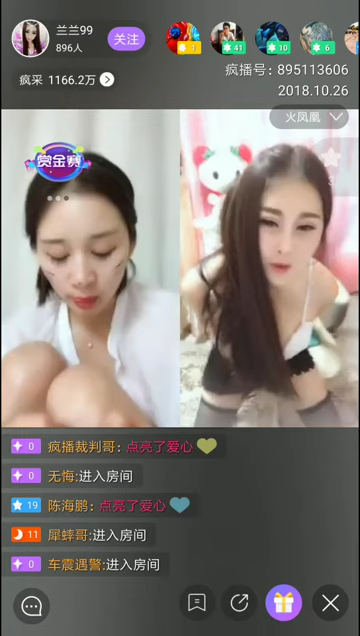 兰兰99
896人
关注
1
41
10
6
疯采 1166.2万
疯播号: 895113606
2018.10.26
火凤凰
赏金赛
3
0 疯播裁判哥: 点亮了爱心
0 无悔:进入房间
19 陈海鹏: 点亮了爱心
11 犀蟀哥:进入房间
0 车震遇警:进入房间